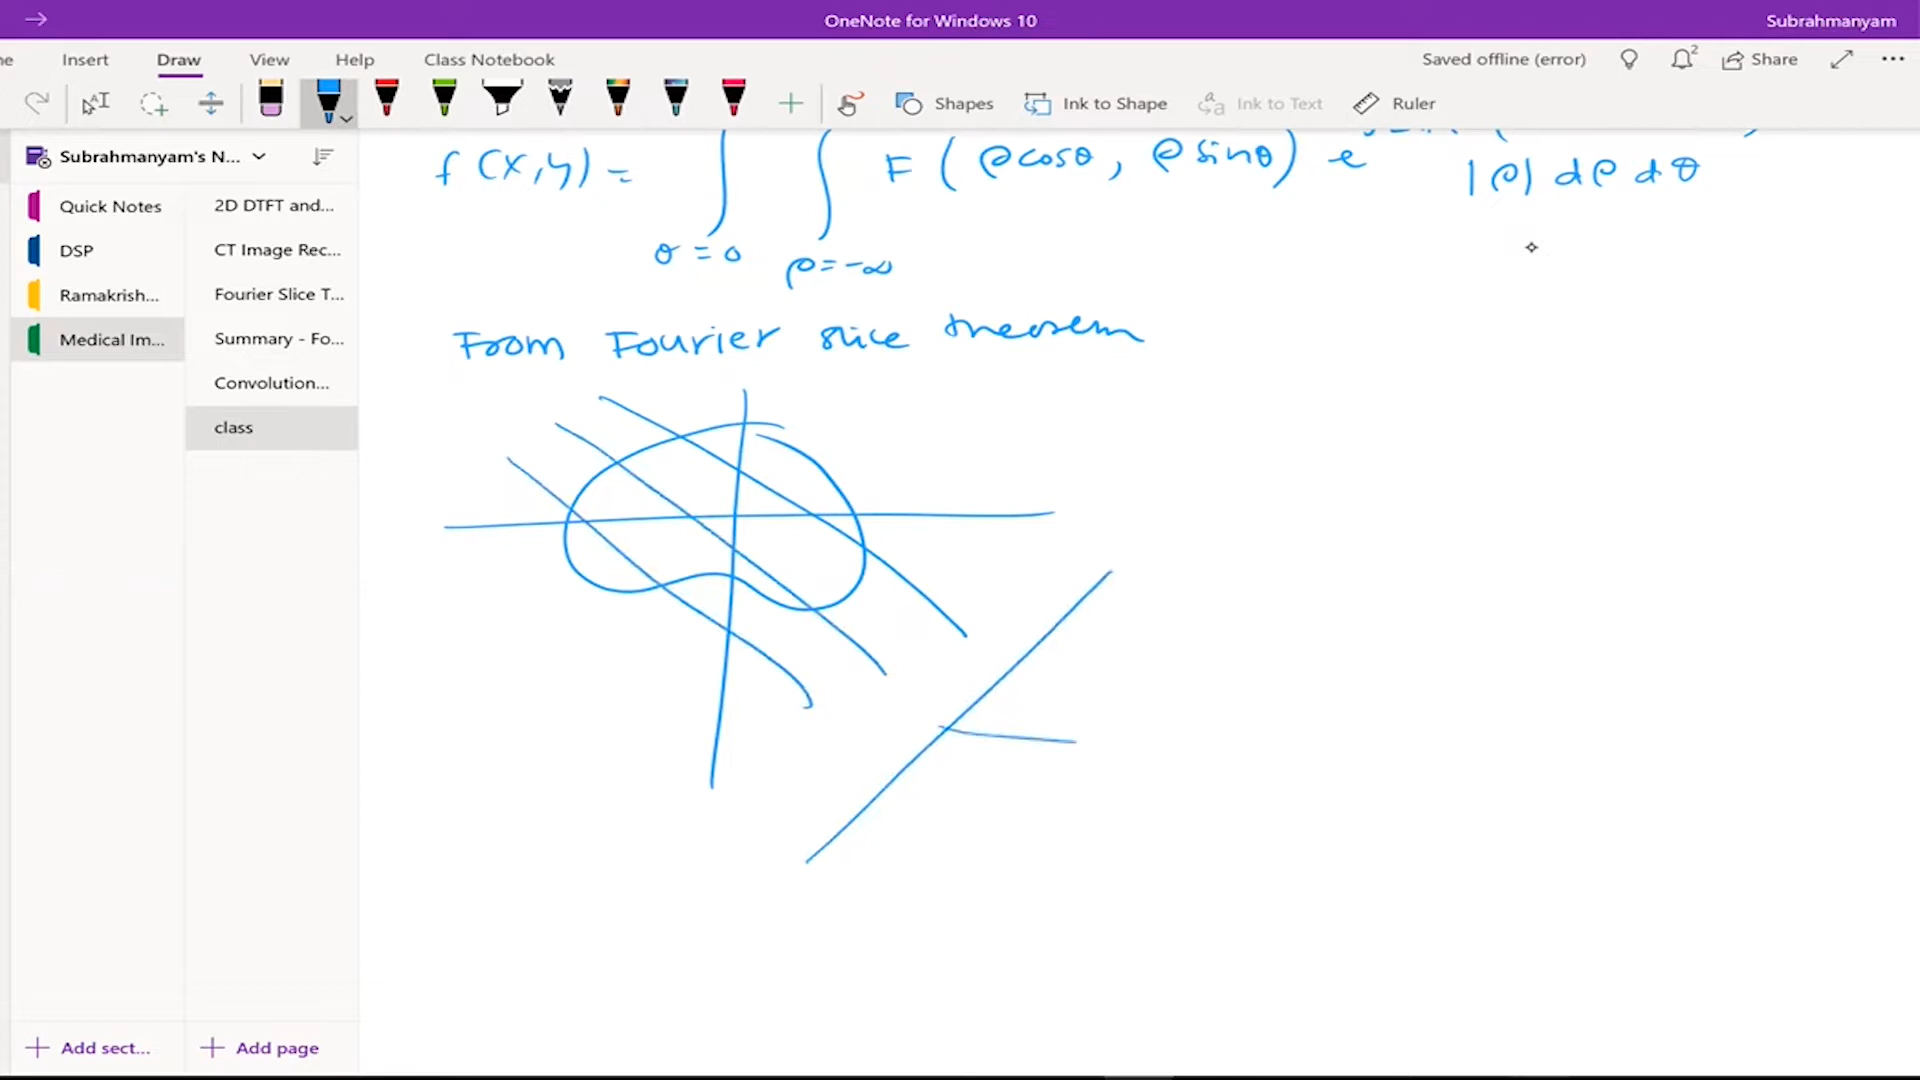 OneNote for Windows 10
Subrahmanyam
Insert Draw View Help Class Notebook
Saved offline (error) 2 Share
Shapes Ink to Shape Ink to Text Ruler
Subrahmanyam's N...
Quick Notes
DSP
Ramakrish...
Medical Im...
2D DTFT and...
CT Image Rec...
Fourier Slice T...
Summary - Fo...
Convolution...
class
Add sect...
Add page
f(x,y) = ∫ ∫ F(ρcosθ, ρsinθ) e |ρ| dρ dθ
θ=0 ρ=-∞
From Fourier slice theorem